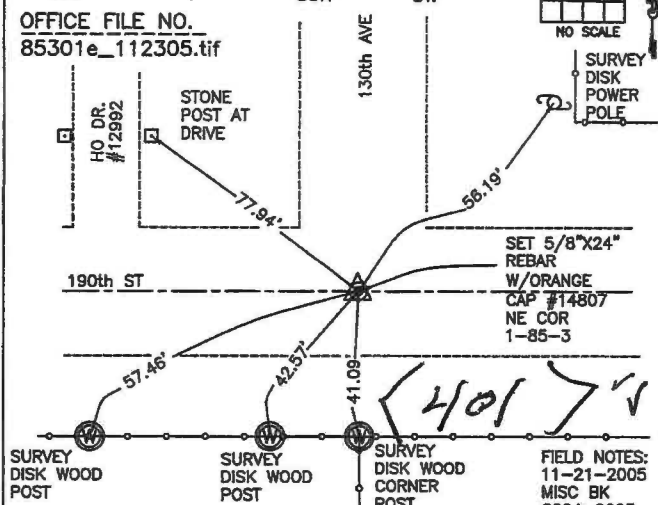 OFFICE FILE NO.
85301e_112305.tif
NO SCALE
130th AVE
HO DR.
#12992
STONE
POST AT
DRIVE
SURVEY
DISK
POWER
POLE
77.94'
56.19'
SET 5/8"X24"
REBAR
W/ORANGE
CAP #14807
NE COR
1-85-3
190th ST
57.46'
42.57'
41.09
SURVEY
DISK WOOD
POST
SURVEY
DISK WOOD
POST
SURVEY
DISK WOOD
CORNER
POST
W
W
W
FIELD NOTES:
11-21-2005
MISC BK